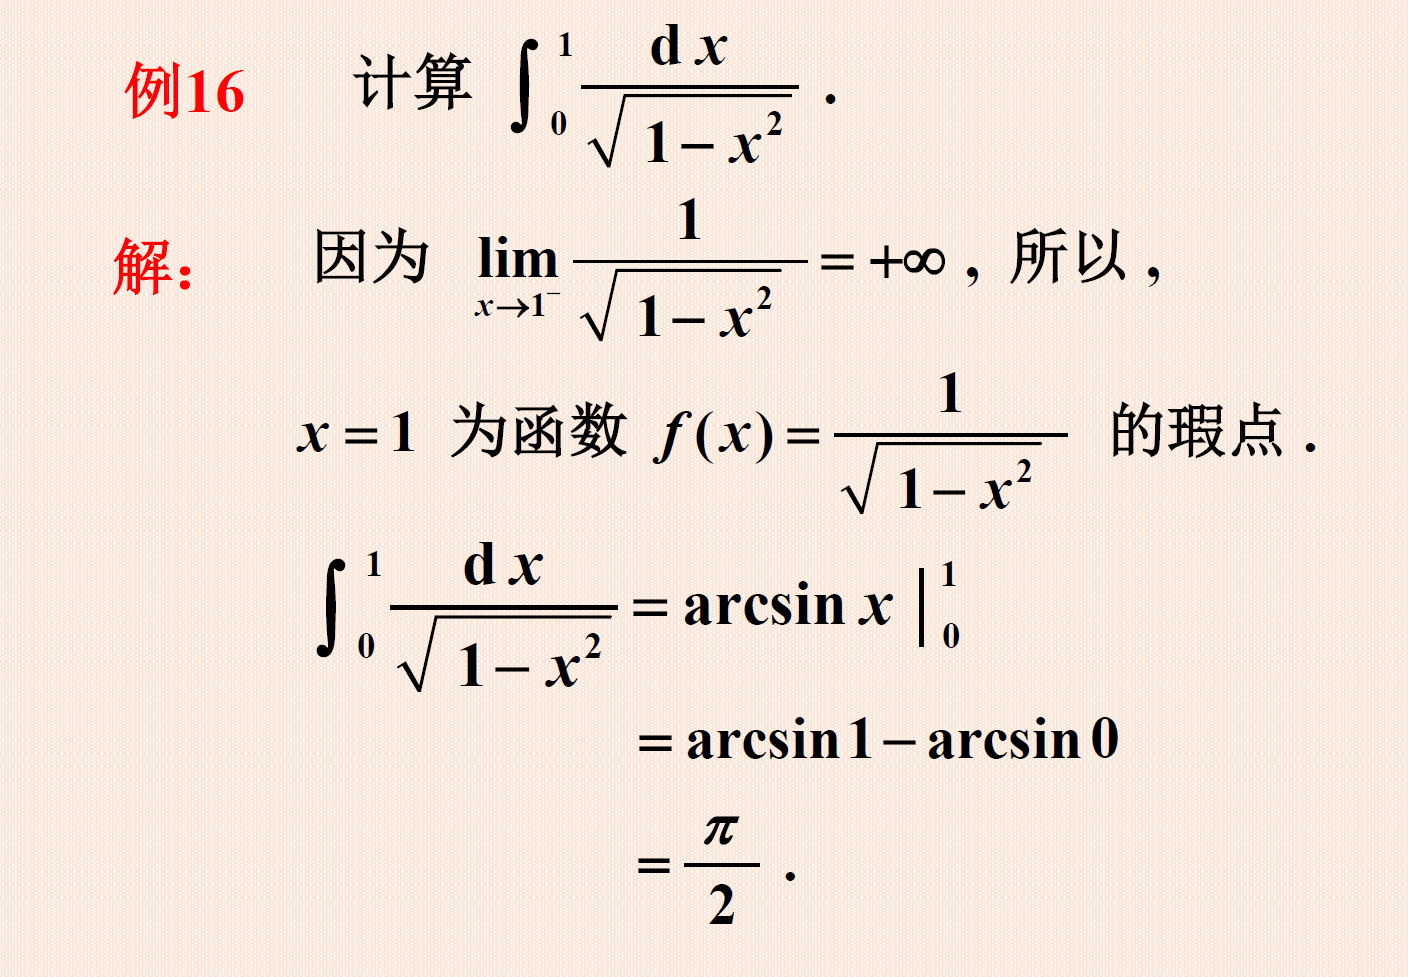 例16 计算 ∫₀¹ dx/√(1−x²) .
解： 因为 lim_{x→1⁻} 1/√(1−x²) = +∞ , 所以 ,
x = 1 为函数 f(x) = 1/√(1−x²) 的瑕点 .
∫₀¹ dx/√(1−x²) = arcsin x |₀¹
= arcsin 1 − arcsin 0
= π/2 .